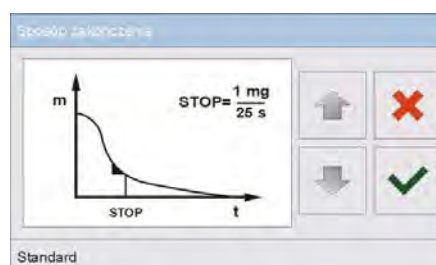 Sposób zakończenia
m
STOP= 1 mg
25 s
STOP
t
Standard